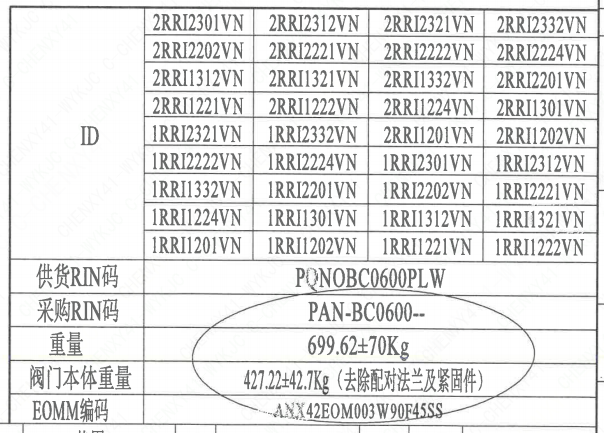 2RRI2301VN 2RRI2312VN 2RRI2321VN 2RRI2332VN
2RRI2202VN 2RRI2221VN 2RRI2222VN 2RRI2224VN
2RRI1312VN 2RRI1321VN 2RRI1332VN 2RRI2201VN
2RRI1221VN 2RRI1222VN 2RRI1224VN 2RRI1301VN
ID 1RRI2321VN 1RRI2332VN 2RRI1201VN 2RRI1202VN
1RRI2222VN 1RRI2224VN 1RRI2301VN 1RRI2312VN
1RRI1332VN 1RRI2201VN 1RRI2202VN 1RRI2221VN
1RRI1224VN 1RRI1301VN 1RRI1312VN 1RRI1321VN
1RRI1201VN 1RRI1202VN 1RRI1221VN 1RRI1222VN
供货RIN码 PQNOBC0600PLW
采购RIN码 PAN-BC0600--
重量 699.62±70Kg
阀门本体重量 427.22±42.7Kg（去除配对法兰及紧固件）
EOMM编码 ANX42EOM003W90F45SS